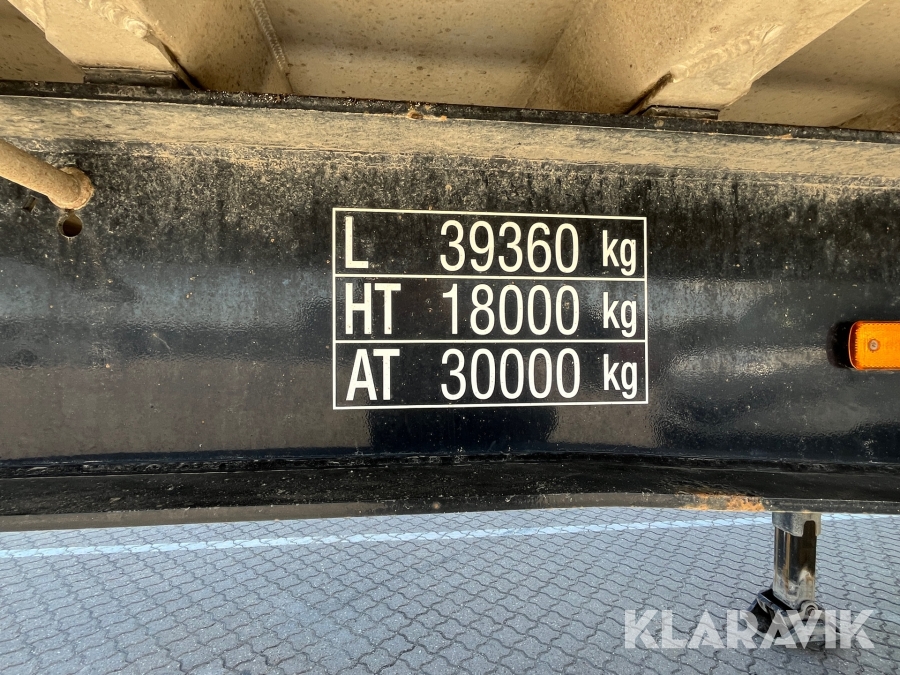 L 39360 kg
HT 18000 kg
AT 30000 kg
KLARAVIK